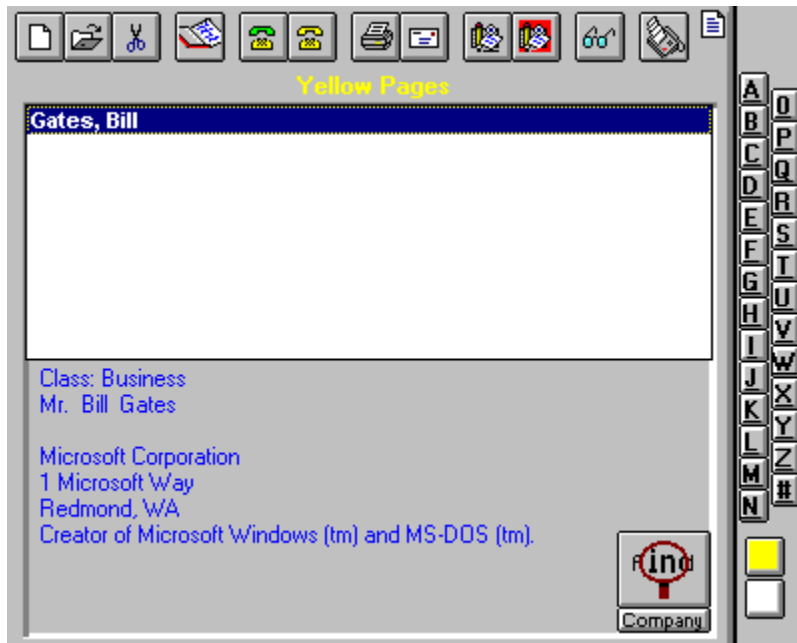 Yellow Pages
Gates, Bill
Class: Business
Mr. Bill Gates
Microsoft Corporation
1 Microsoft Way
Redmond, WA
Creator of Microsoft Windows (tm) and MS-DOS (tm).
Find
Company
A
B
C
D
E
F
G
H
I
J
K
L
M
N
O
P
Q
R
S
T
U
V
W
X
Y
Z
#